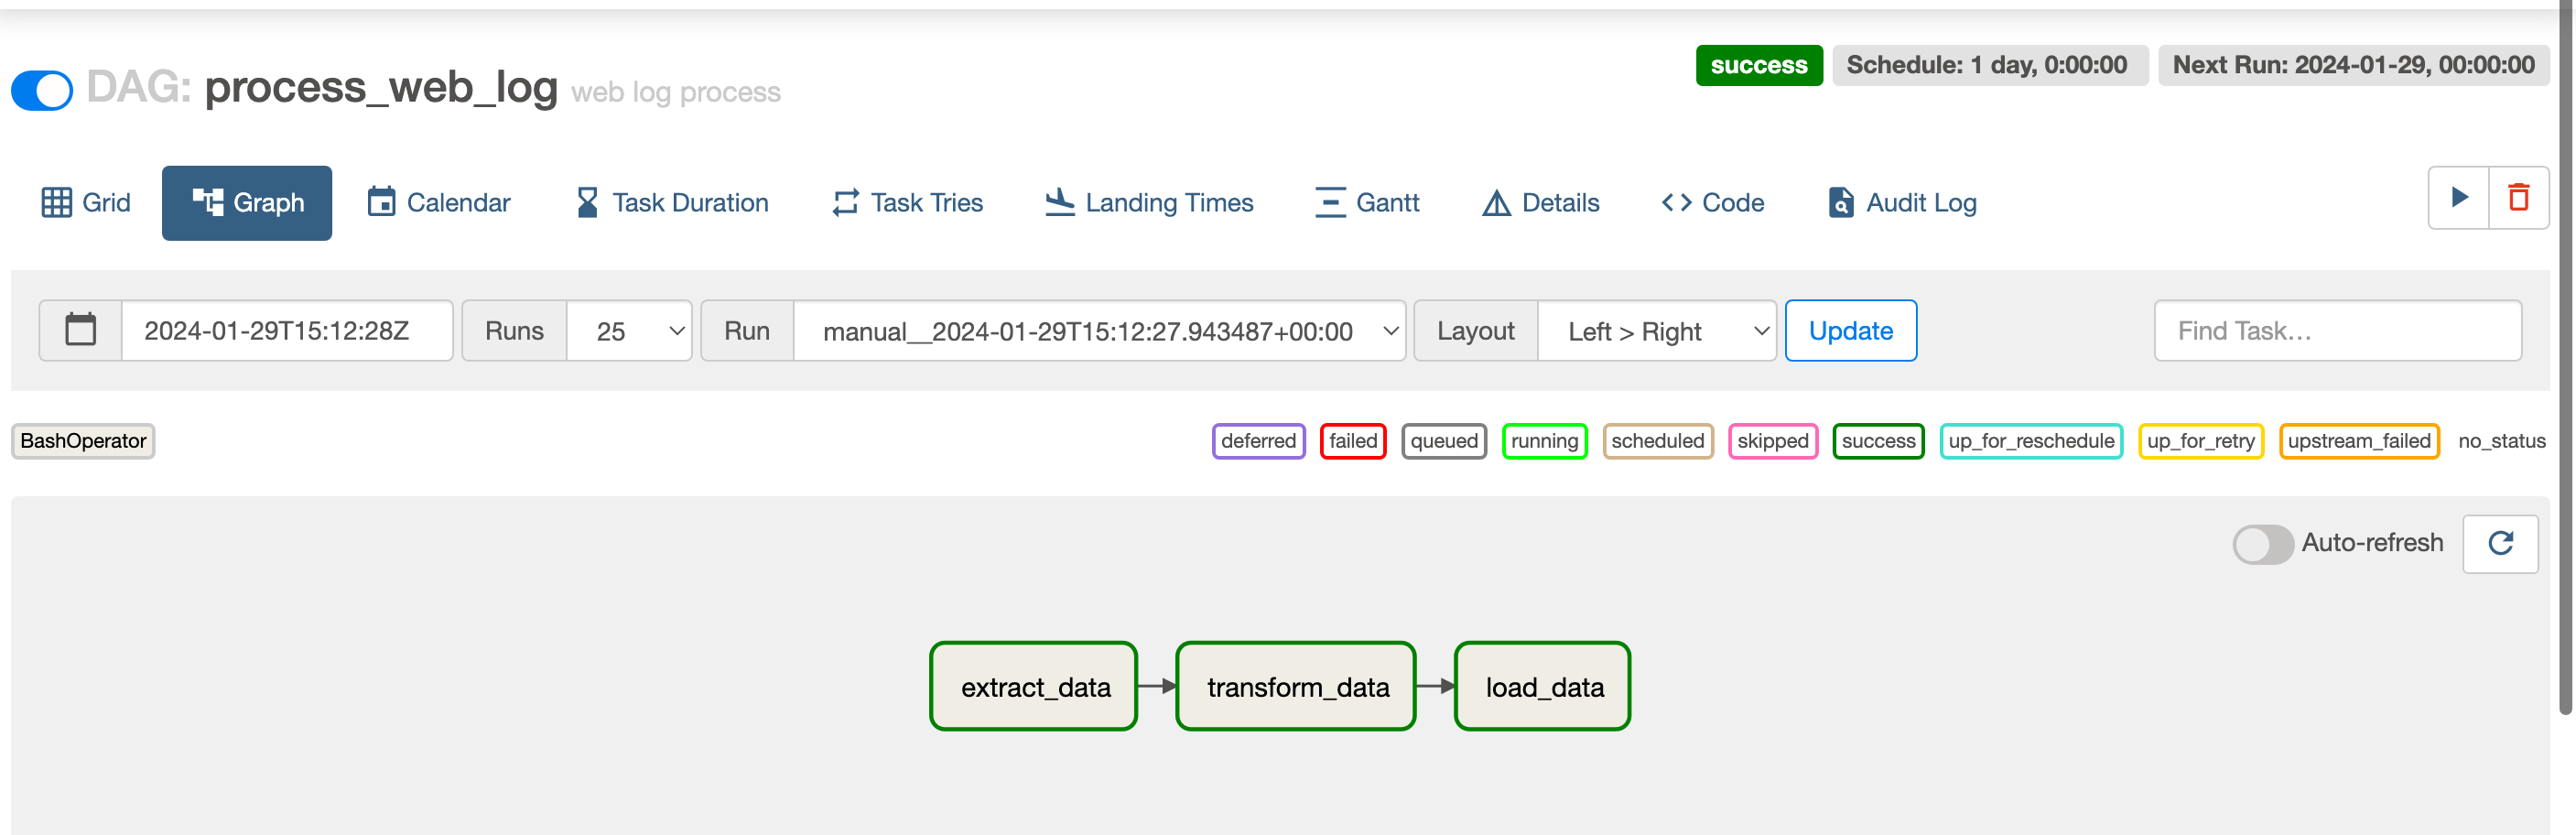 DAG: process_web_log web log process
success Schedule: 1 day, 0:00:00 Next Run: 2024-01-29, 00:00:00
Grid Graph Calendar Task Duration Task Tries Landing Times Gantt Details Code Audit Log
2024-01-29T15:12:28Z Runs 25 Run manual__2024-01-29T15:12:27.943487+00:00 Layout Left > Right Update Find Task...
BashOperator deferred failed queued running scheduled skipped success up_for_reschedule up_for_retry upstream_failed no_status
Auto-refresh
extract_data transform_data load_data